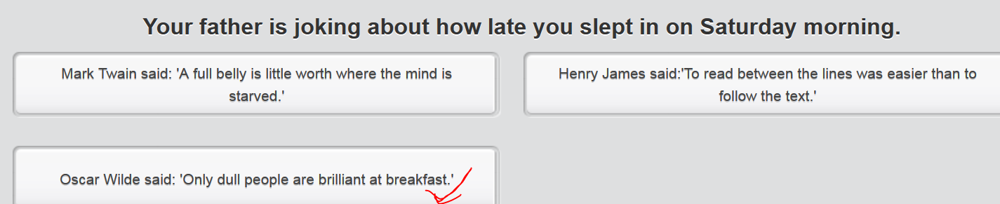 Your father is joking about how late you slept in on Saturday morning.
Mark Twain said: 'A full belly is little worth where the mind is
starved.'
Henry James said:'To read between the lines was easier than to
follow the text.'
Oscar Wilde said: 'Only dull people are brilliant at breakfast.'